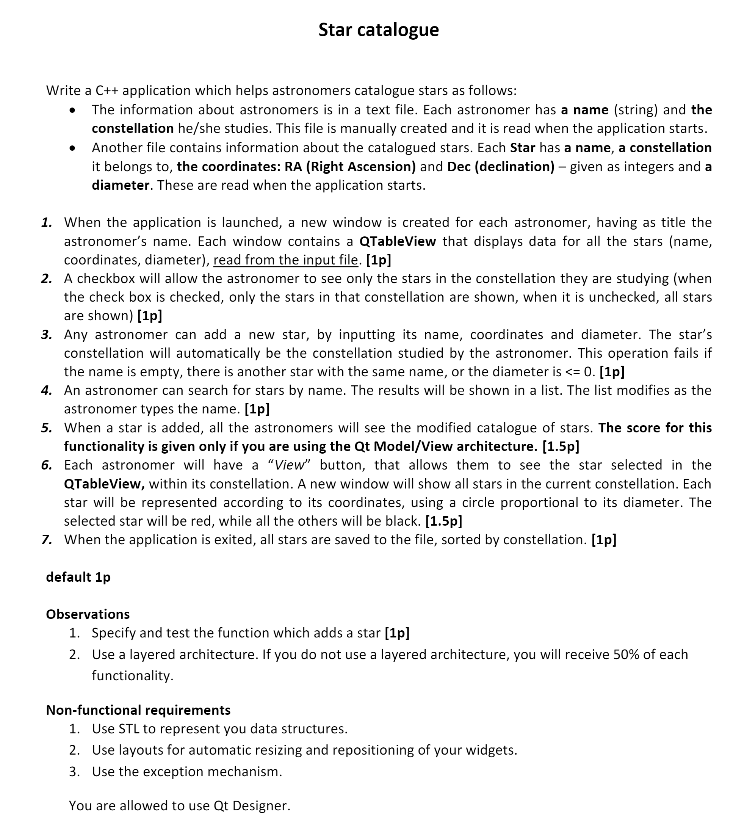 Star catalogue
Write a C++ application which helps astronomers catalogue stars as follows:
• The information about astronomers is in a text file. Each astronomer has a name (string) and the
constellation he/she studies. This file is manually created and it is read when the application starts.
• Another file contains information about the catalogued stars. Each Star has a name, a constellation
it belongs to, the coordinates: RA (Right Ascension) and Dec (declination) – given as integers and a
diameter. These are read when the application starts.
1. When the application is launched, a new window is created for each astronomer, having as title the
astronomer's name. Each window contains a QTableView that displays data for all the stars (name,
coordinates, diameter), read from the input file. [1p]
2. A checkbox will allow the astronomer to see only the stars in the constellation they are studying (when
the check box is checked, only the stars in that constellation are shown, when it is unchecked, all stars
are shown) [1p]
3. Any astronomer can add a new star, by inputting its name, coordinates and diameter. The star's
constellation will automatically be the constellation studied by the astronomer. This operation fails if
the name is empty, there is another star with the same name, or the diameter is <= 0. [1p]
4. An astronomer can search for stars by name. The results will be shown in a list. The list modifies as the
astronomer types the name. [1p]
5. When a star is added, all the astronomers will see the modified catalogue of stars. The score for this
functionality is given only if you are using the Qt Model/View architecture. [1.5p]
6. Each astronomer will have a "View" button, that allows them to see the star selected in the
QTableView, within its constellation. A new window will show all stars in the current constellation. Each
star will be represented according to its coordinates, using a circle proportional to its diameter. The
selected star will be red, while all the others will be black. [1.5p]
7. When the application is exited, all stars are saved to the file, sorted by constellation. [1p]
default 1p
Observations
1. Specify and test the function which adds a star [1p]
2. Use a layered architecture. If you do not use a layered architecture, you will receive 50% of each
functionality.
Non-functional requirements
1. Use STL to represent you data structures.
2. Use layouts for automatic resizing and repositioning of your widgets.
3. Use the exception mechanism.
You are allowed to use Qt Designer.